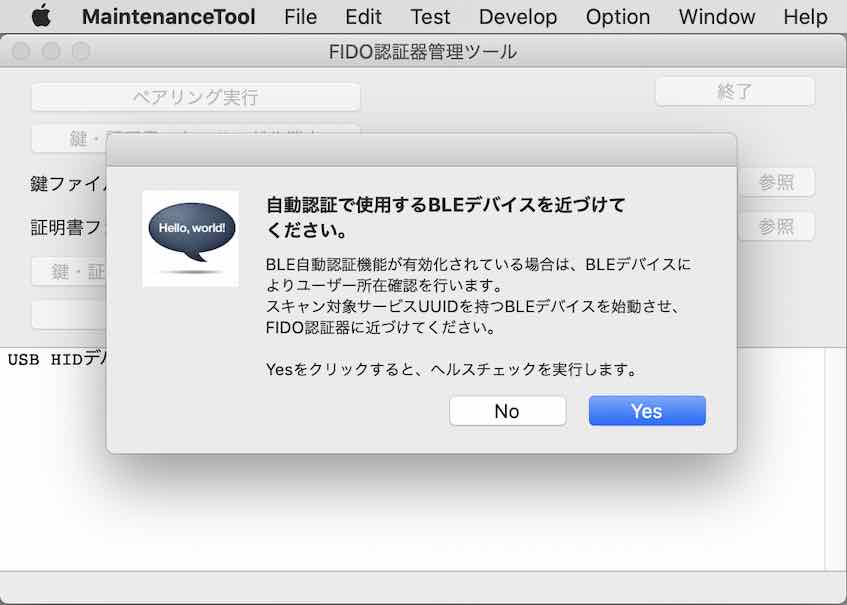 MaintenanceTool File Edit Test Develop Option Window Help
FIDO認証器管理ツール
ペアリング実行
終了
鍵・
鍵ファイル
参照
証明書フ
参照
鍵・証
Hello, world!
自動認証で使用するBLEデバイスを近づけて
ください。
BLE自動認証機能が有効化されている場合は、BLEデバイスに
よりユーザー所在確認を行います。
スキャン対象サービスUUIDを持つBLEデバイスを始動させ、
FIDO認証器に近づけてください。
Yesをクリックすると、ヘルスチェックを実行します。
No
Yes
USB HIDデバ